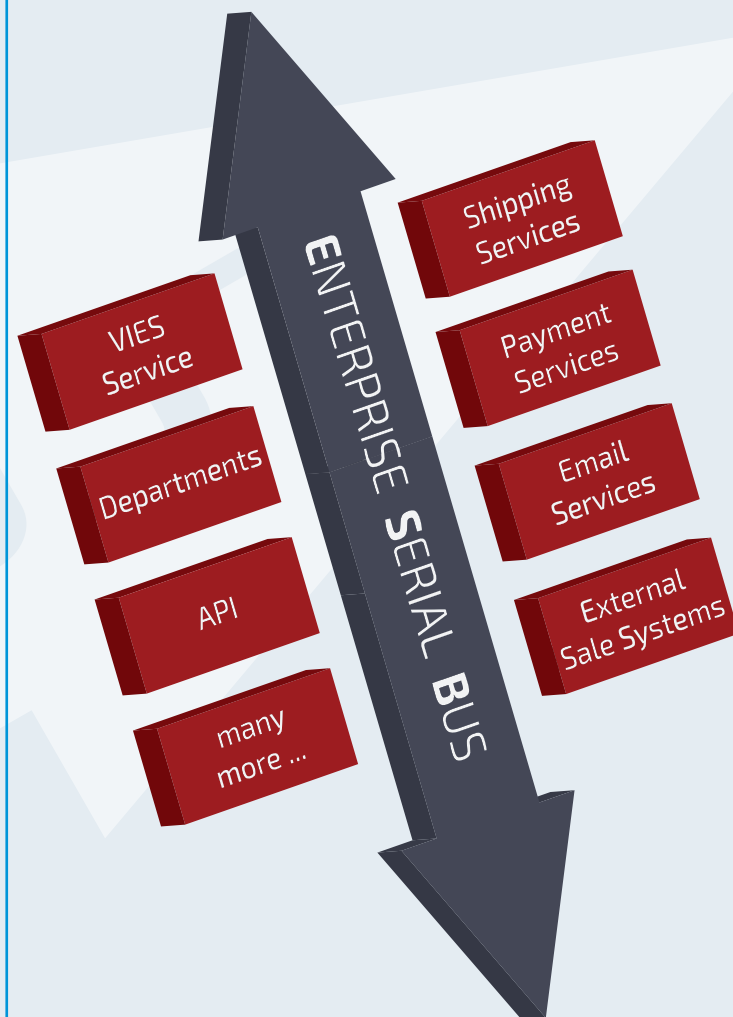 Shipping
Services
ENTERPRISE SERIAL BUS
VIES
Service
Payment
Services
Departments
Email
Services
API
External
Sale Systems
many
more ...